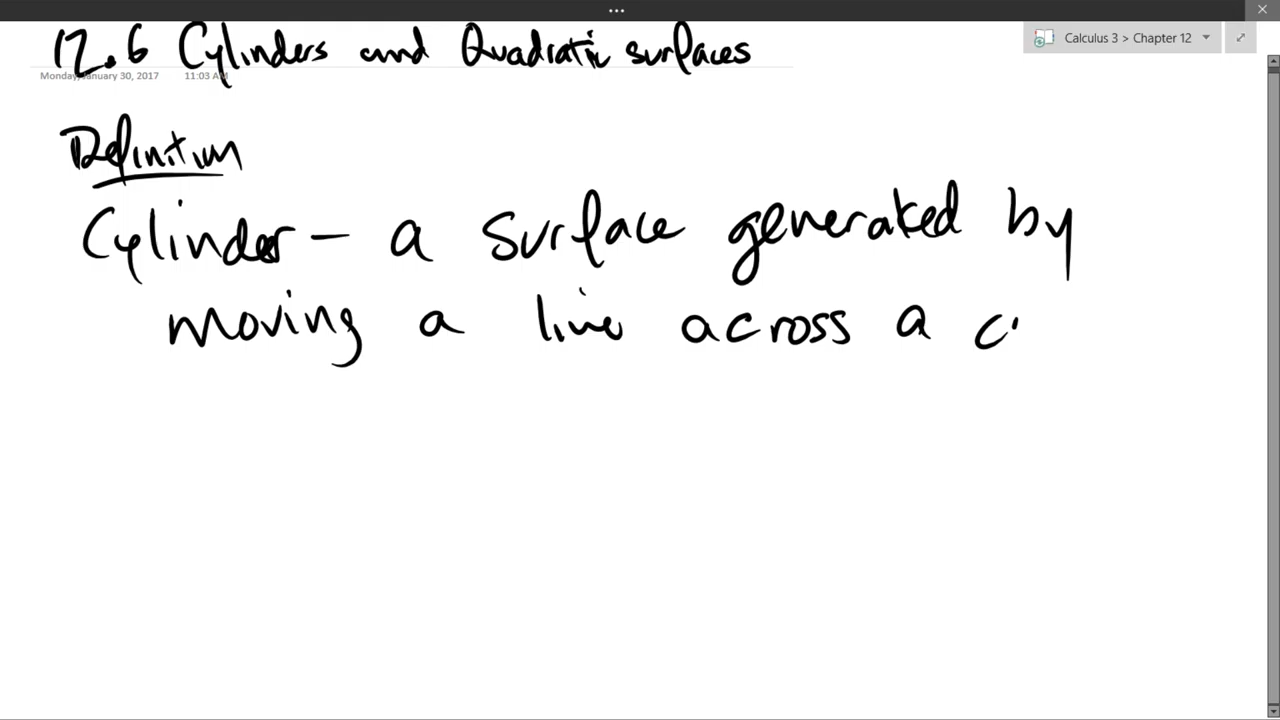 ...
Calculus 3 > Chapter 12
12.6 Cylinders and Quadratic surfaces
Monday, January 30, 2017 11:03 AM
Definition
Cylinder – a surface generated by
moving a line across a c